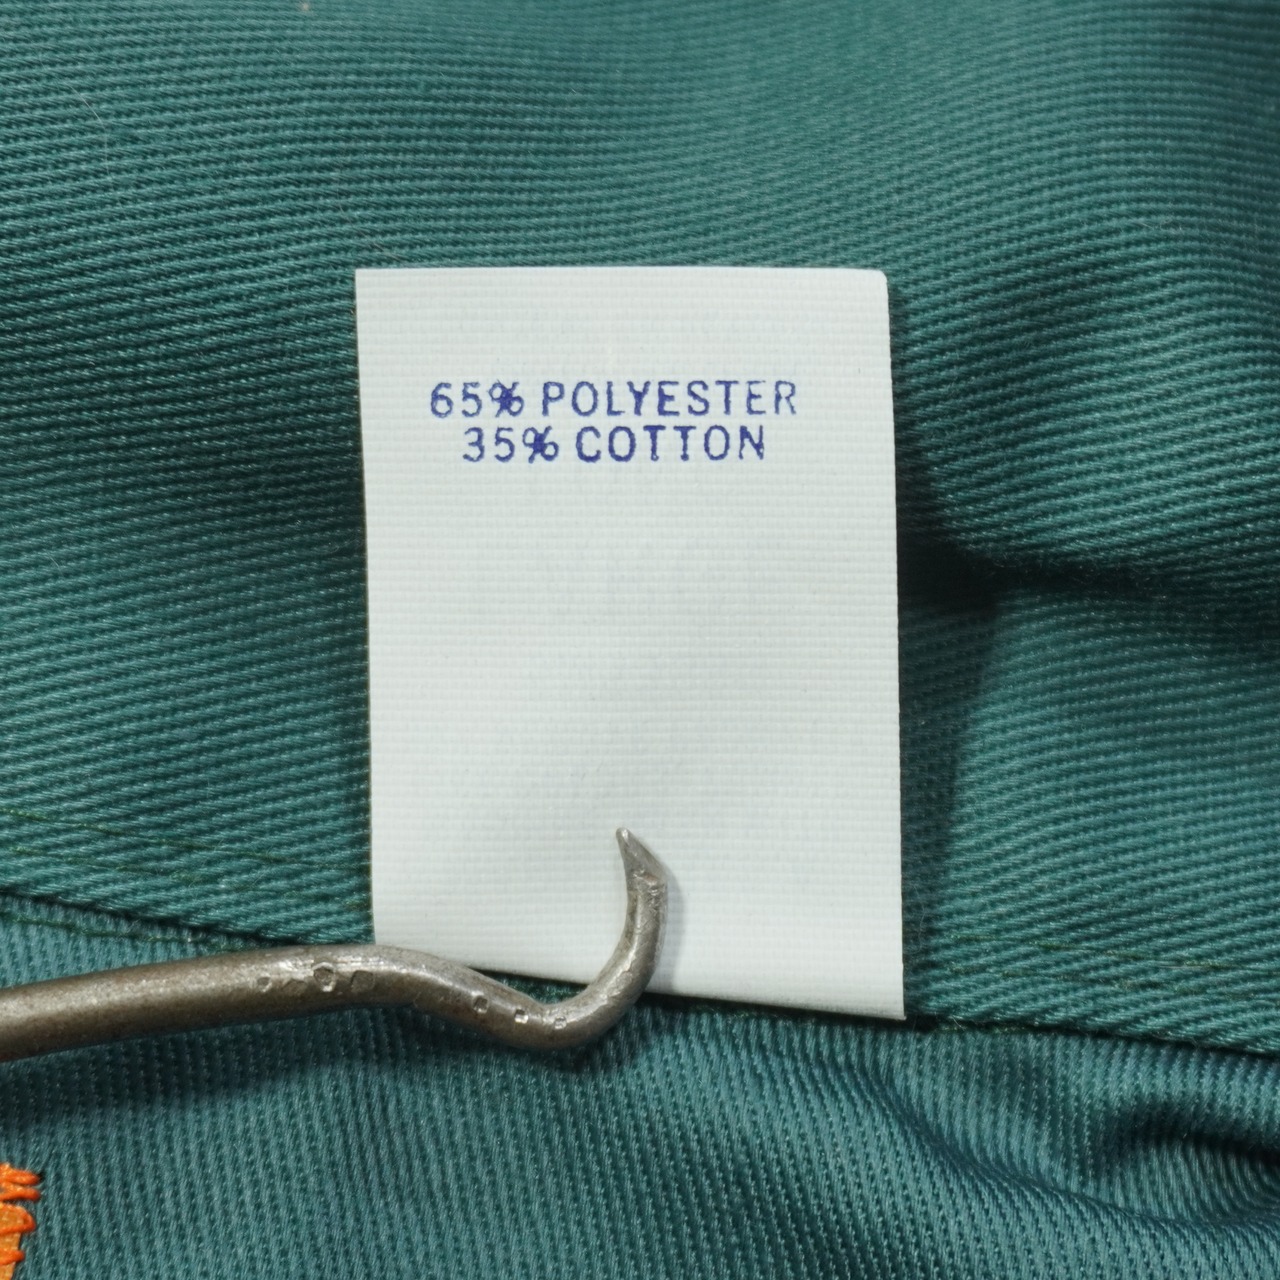 65% POLYESTER
35% COTTON